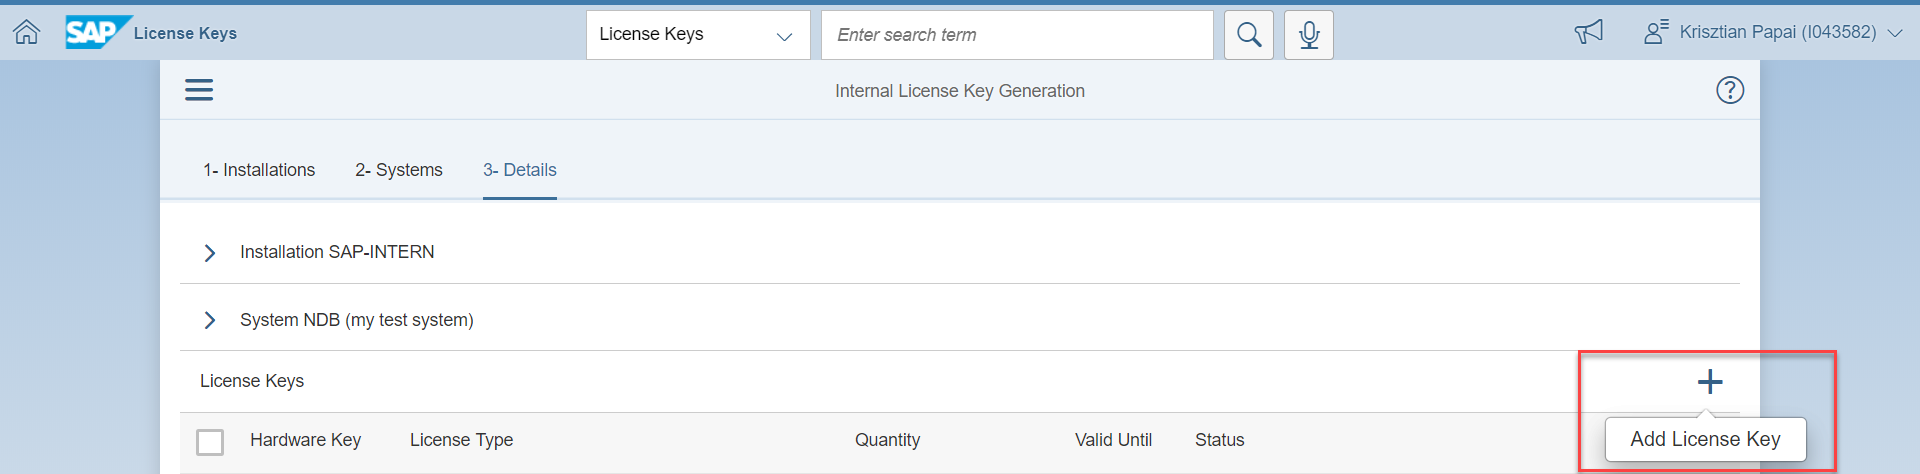 SAP License Keys
License Keys
Enter search term
Krisztian Papai (I043582)
Internal License Key Generation
?
1- Installations 2- Systems 3- Details
Installation SAP-INTERN
System NDB (my test system)
License Keys
Add License Key
Hardware Key License Type Quantity Valid Until Status